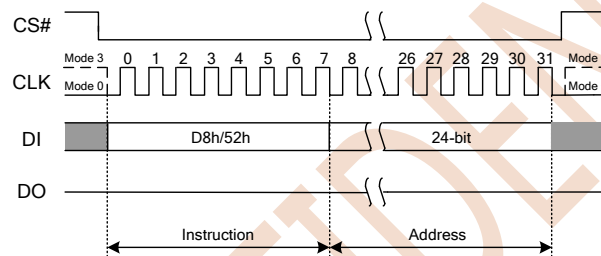 CS#
Mode 3 0 1 2 3 4 5 6 7 8 26 27 28 29 30 31 Mode
CLK
Mode 0 Mode
DI D8h/52h 24-bit
DO
Instruction Address